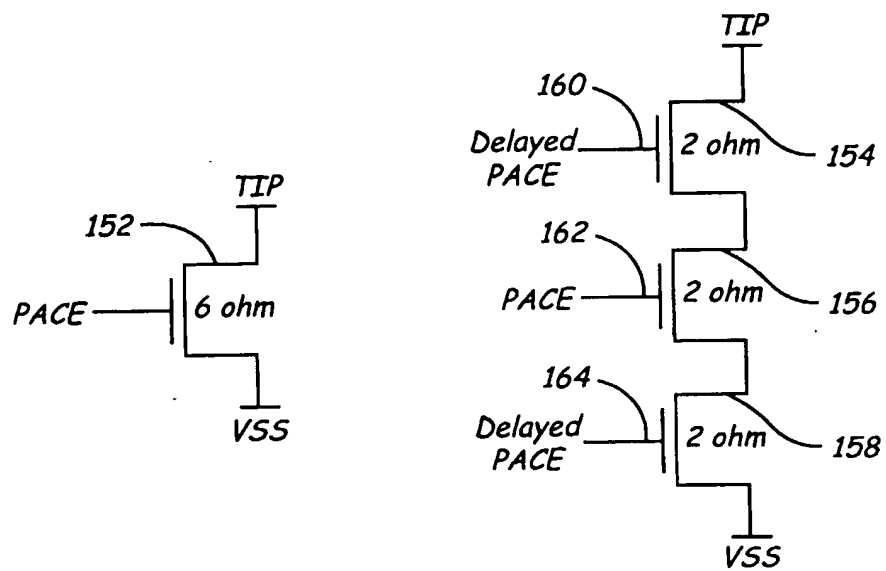 TIP
152
PACE
6 ohm
VSS
TIP
160
Delayed
PACE
2 ohm
154
162
PACE
2 ohm
156
164
Delayed
PACE
2 ohm
158
VSS